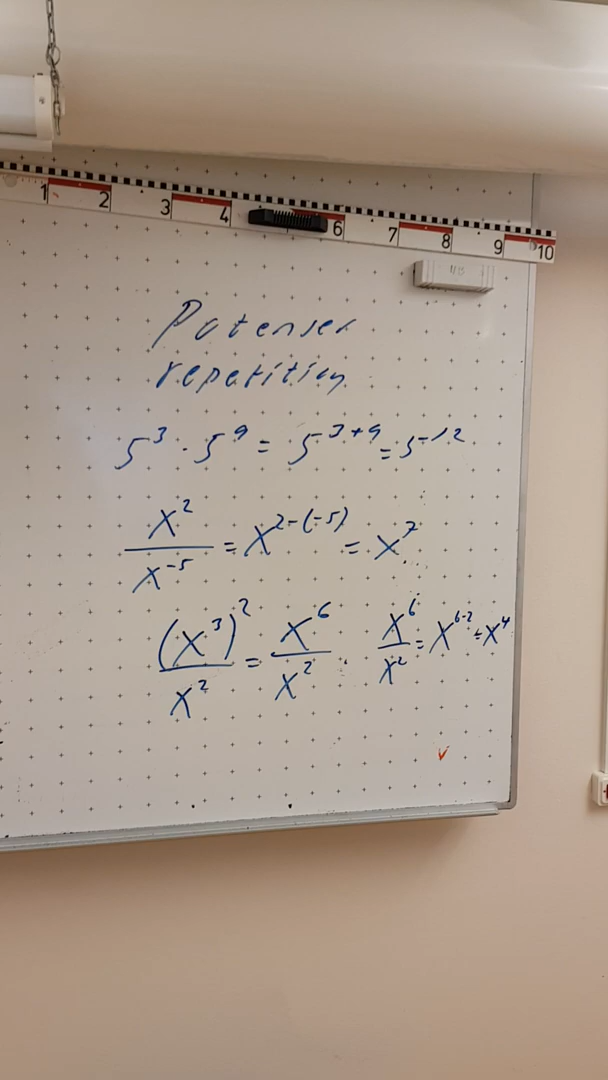 1 2 3 4 6 7 8 9 10
Potenser
repetition
5³ · 5⁹ = 5³⁺⁹ = 5⁻¹²
x²/x⁻⁵ = x²⁻⁽⁻⁵⁾ = x⁷
(x³)²/x² = x⁶/x² · x⁶/x² = x⁶⁻² = x⁴